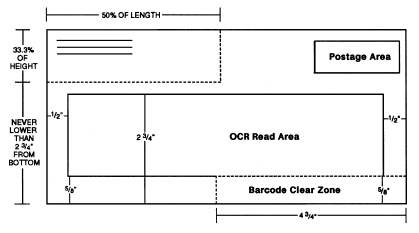 50% OF LENGTH
33.3%
OF
HEIGHT
Postage Area
1/2"
1/2"
NEVER
LOWER
THAN
2 3/4"
FROM
BOTTOM
2 3/4"
OCR Read Area
5/8"
Barcode Clear Zone
5/8"
4 3/4"